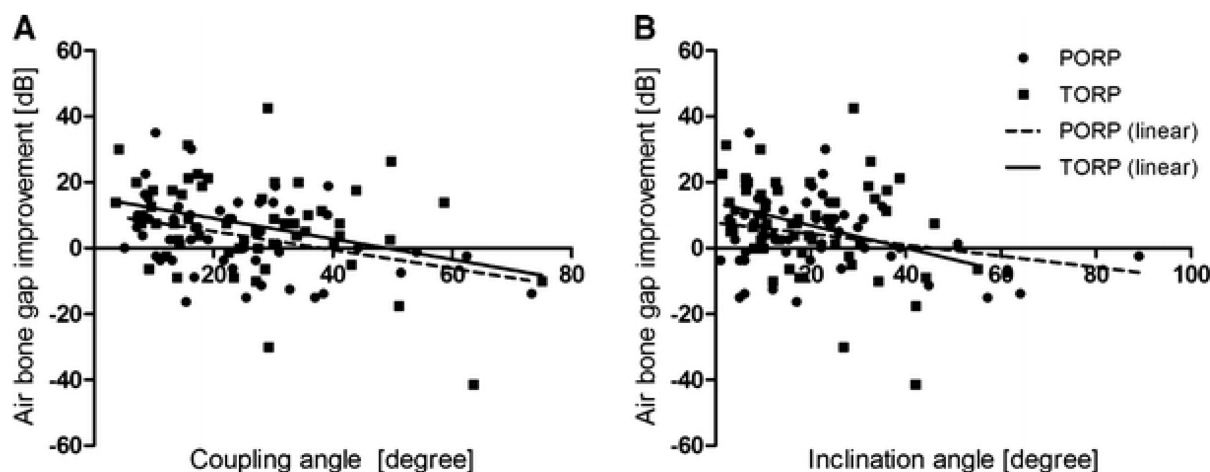 A
Air bone gap improvement [dB]
60
40
20
0
-20
-40
-60
20
40
60
80
Coupling angle [degree]
B
Air bone gap improvement [dB]
60
40
20
0
-20
-40
-60
20
40
60
80
100
Inclination angle [degree]
PORP
TORP
PORP (linear)
TORP (linear)